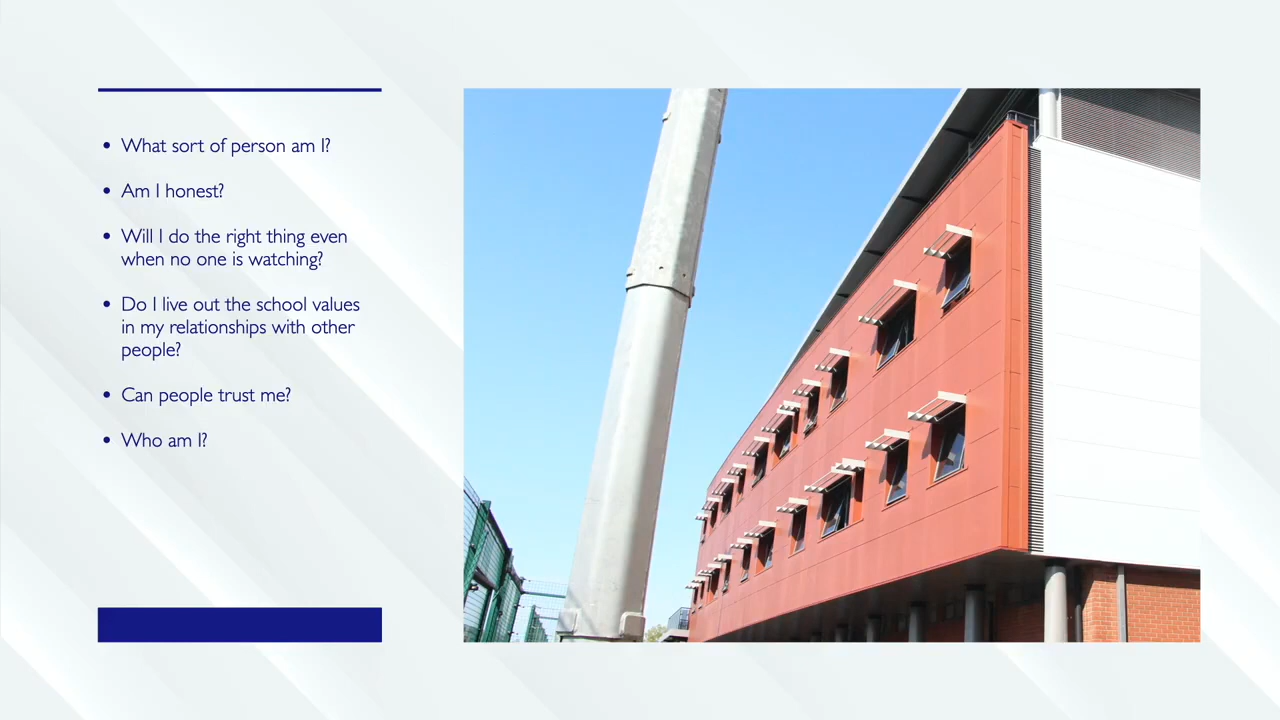 • What sort of person am I?
• Am I honest?
• Will I do the right thing even
when no one is watching?
• Do I live out the school values
in my relationships with other
people?
• Can people trust me?
• Who am I?